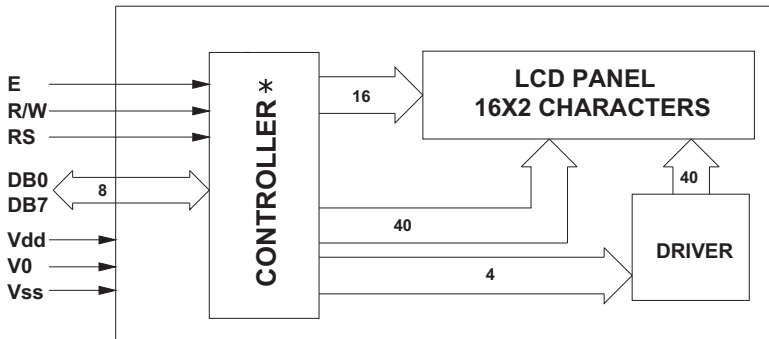 E
R/W
RS
DB0
DB7
8
Vdd
V0
Vss
CONTROLLER*
16
LCD PANEL
16X2 CHARACTERS
40
40
4
DRIVER